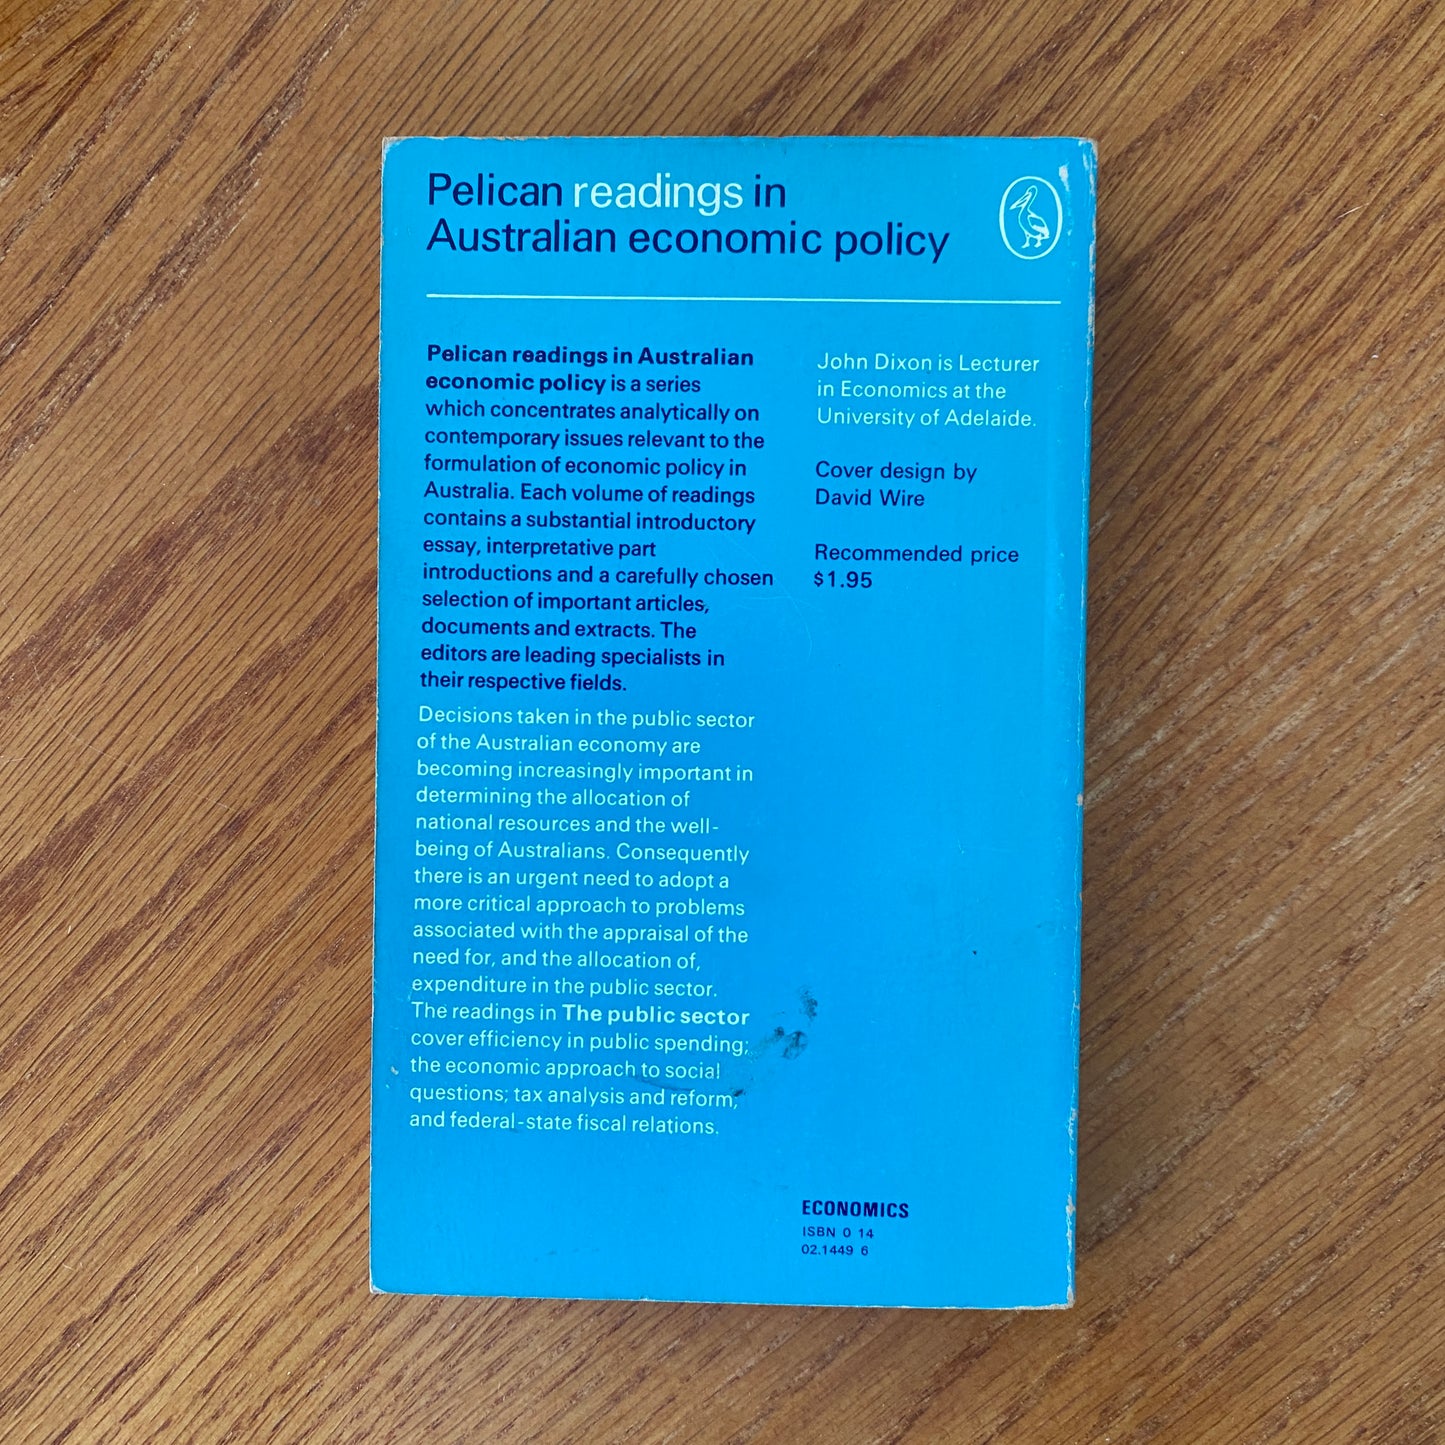 Pelican readings in
Australian economic policy
Pelican readings in Australian
economic policy is a series
which concentrates analytically on
contemporary issues relevant to the
formulation of economic policy in
Australia. Each volume of readings
contains a substantial introductory
essay, interpretative part
introductions and a carefully chosen
selection of important articles,
documents and extracts. The
editors are leading specialists in
their respective fields.
Decisions taken in the public sector
of the Australian economy are
becoming increasingly important in
determining the allocation of
national resources and the well-
being of Australians. Consequently
there is an urgent need to adopt a
more critical approach to problems
associated with the appraisal of the
need for, and the allocation of,
expenditure in the public sector.
The readings in The public sector
cover efficiency in public spending;
the economic approach to social
questions; tax analysis and reform;
and federal-state fiscal relations.
John Dixon is Lecturer
in Economics at the
University of Adelaide.
Cover design by
David Wire
Recommended price
$1.95
ECONOMICS
ISBN 0 14
02.1449 6